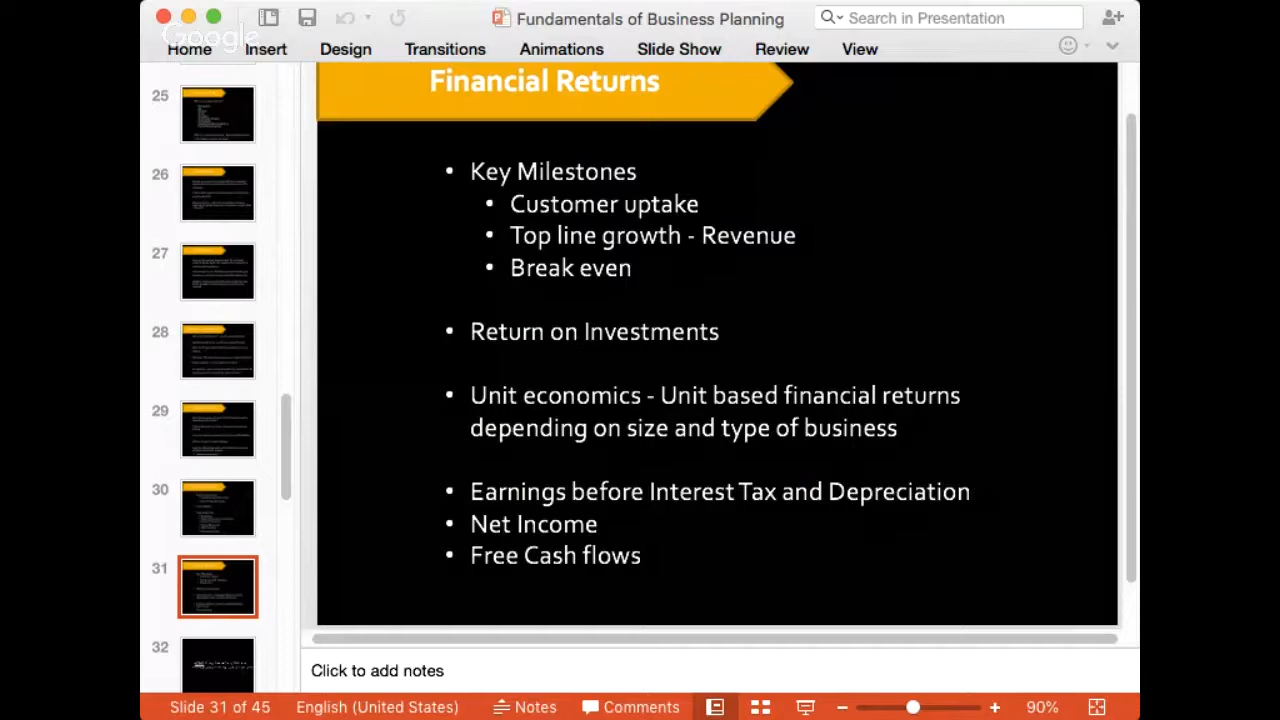 Fundamentals of Business Planning
Search in Presentation
Google
Home Insert Design Transitions Animations Slide Show Review View
Financial Returns
25
26
27
28
29
30
31
32
• Key Milestones
• Customer uptake
• Top line growth - Revenue
• Break even
• Return on Investments
• Unit economics - Unit based financial returns
depending on size and type of business
• Earnings before Interest Tax and Depreciation
• Net Income
• Free Cash flows
Click to add notes
Slide 31 of 45 English (United States) Notes Comments 90%